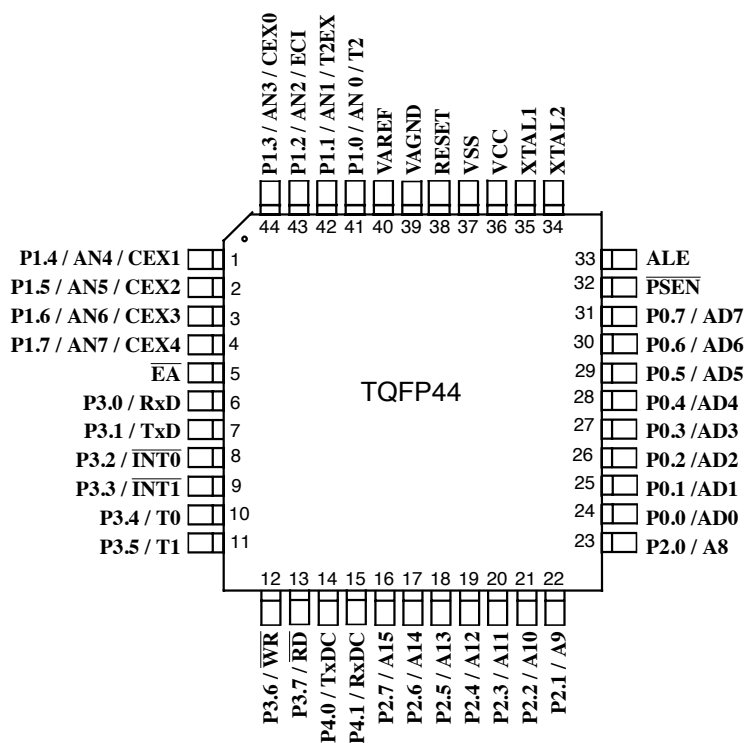 P1.3 / AN3 / CEX0
P1.2 / AN2 / ECI
P1.1 / AN1 / T2EX
P1.0 / AN 0 / T2
VAREF
VAGND
RESET
VSS
VCC
XTAL1
XTAL2
44 43 42 41 40 39 38 37 36 35 34
P1.4 / AN4 / CEX1 1
P1.5 / AN5 / CEX2 2
P1.6 / AN6 / CEX3 3
P1.7 / AN7 / CEX4 4
E̅A̅ 5
P3.0 / RxD 6
P3.1 / TxD 7
P3.2 / I̅N̅T̅0̅ 8
P3.3 / I̅N̅T̅1̅ 9
P3.4 / T0 10
P3.5 / T1 11
TQFP44
33 ALE
32 P̅S̅E̅N̅
31 P0.7 / AD7
30 P0.6 / AD6
29 P0.5 / AD5
28 P0.4 /AD4
27 P0.3 /AD3
26 P0.2 /AD2
25 P0.1 /AD1
24 P0.0 /AD0
23 P2.0 / A8
12 13 14 15 16 17 18 19 20 21 22
P3.6 / W̅R̅
P3.7 / R̅D̅
P4.0 / TxDC
P4.1 / RxDC
P2.7 / A15
P2.6 / A14
P2.5 / A13
P2.4 / A12
P2.3 / A11
P2.2 / A10
P2.1 / A9